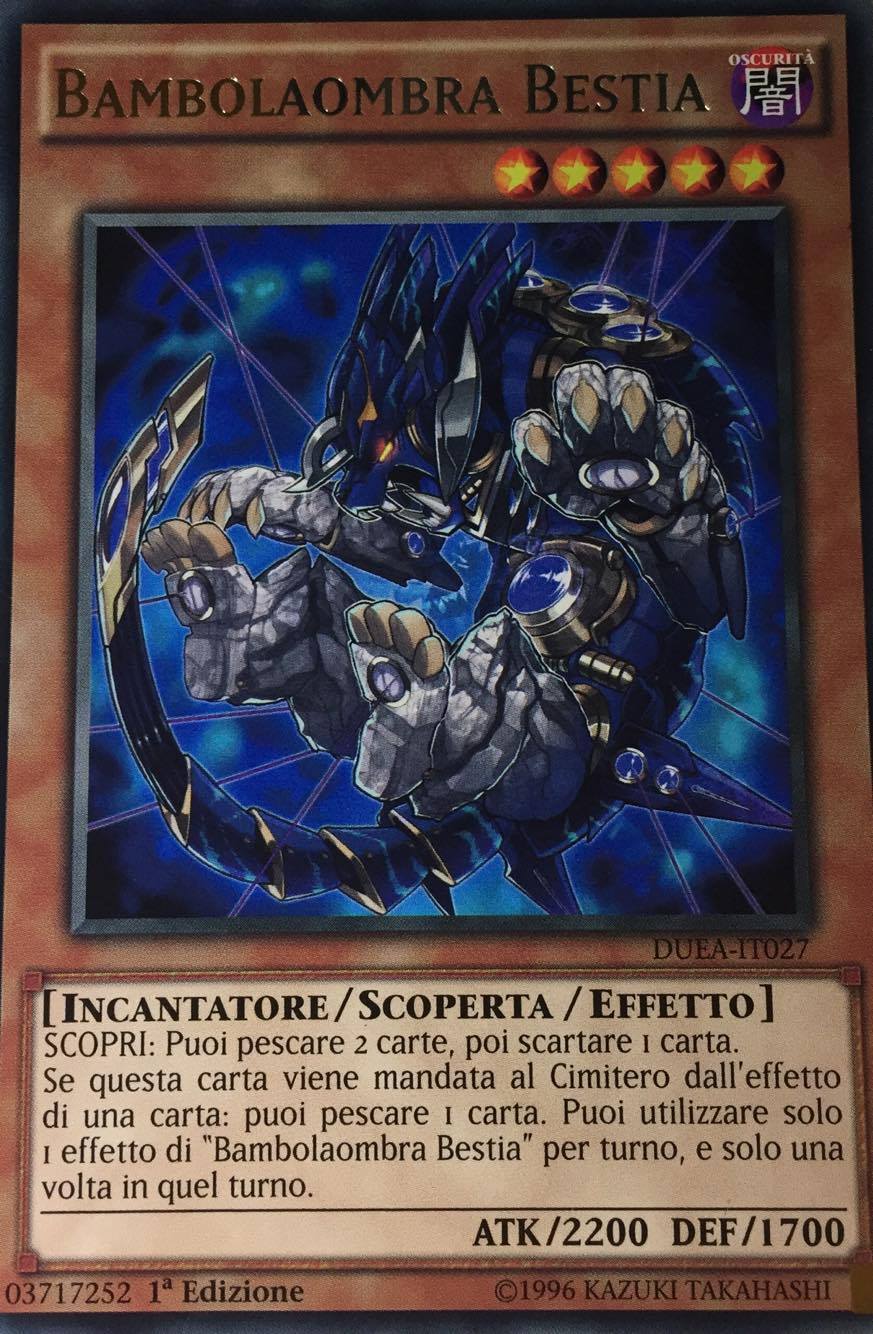 Bambolaombra Bestia
OSCURITÀ
闇
DUEA-IT027
[Incantatore/Scoperta /Effetto]
SCOPRI: Puoi pescare 2 carte, poi scartare 1 carta.
Se questa carta viene mandata al Cimitero dall'effetto
di una carta: puoi pescare 1 carta. Puoi utilizzare solo
1 effetto di "Bambolaombra Bestia" per turno, e solo una
volta in quel turno.
ATK/2200 DEF/1700
03717252 1ª Edizione ©1996 KAZUKI TAKAHASHI